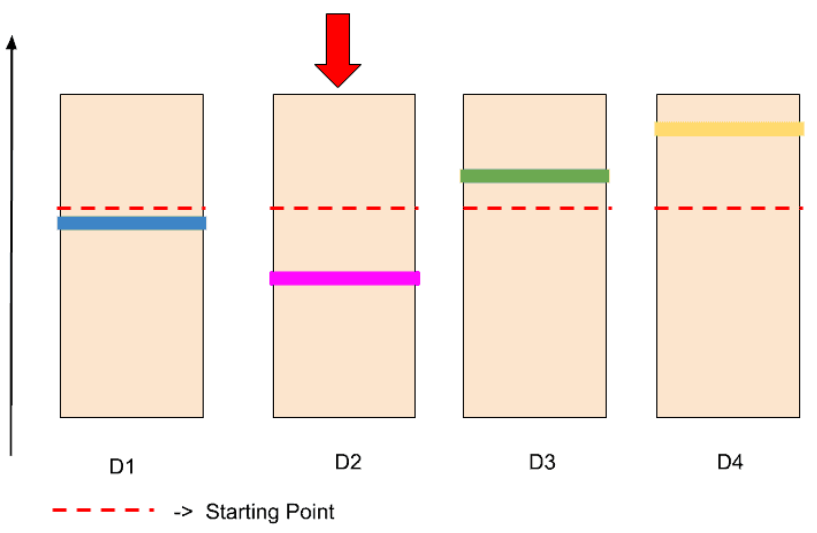 D1
D2
D3
D4
-> Starting Point